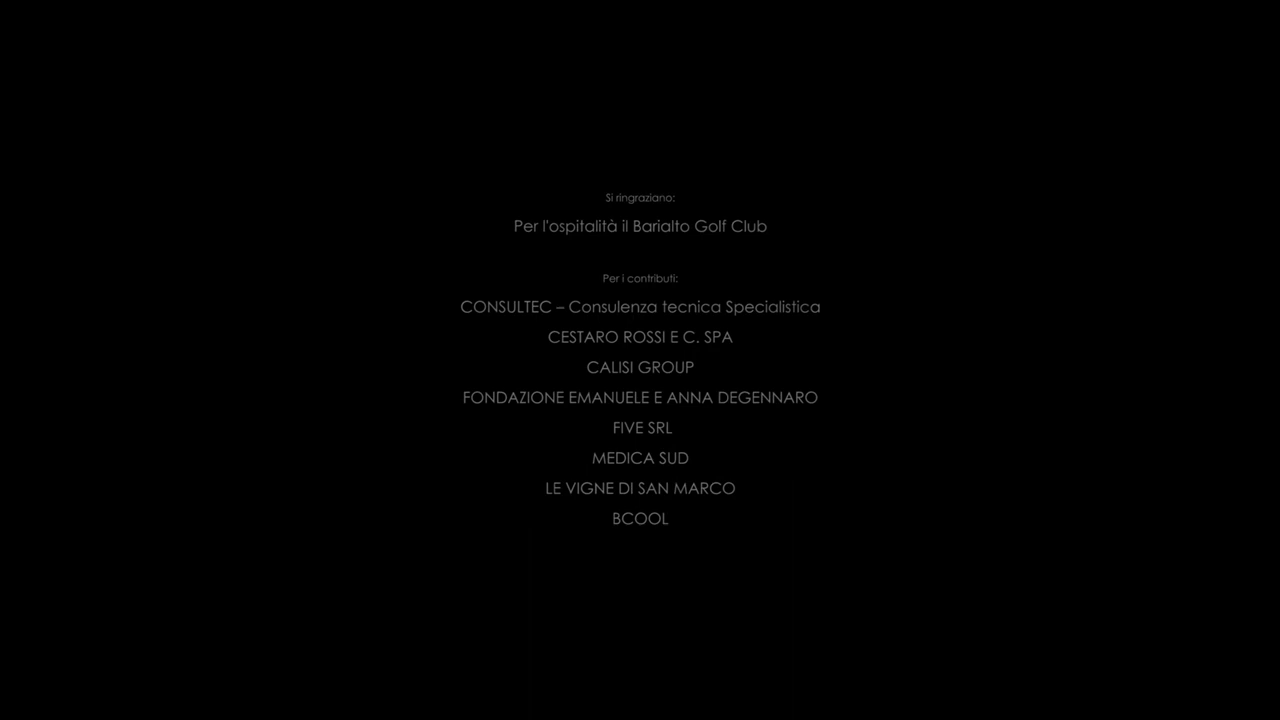 Si ringraziano:
Per l'ospitalità il Barialto Golf Club
Per i contributi:
CONSULTEC – Consulenza tecnica Specialistica
CESTARO ROSSI E C. SPA
CALISI GROUP
FONDAZIONE EMANUELE E ANNA DEGENNARO
FIVE SRL
MEDICA SUD
LE VIGNE DI SAN MARCO
BCOOL